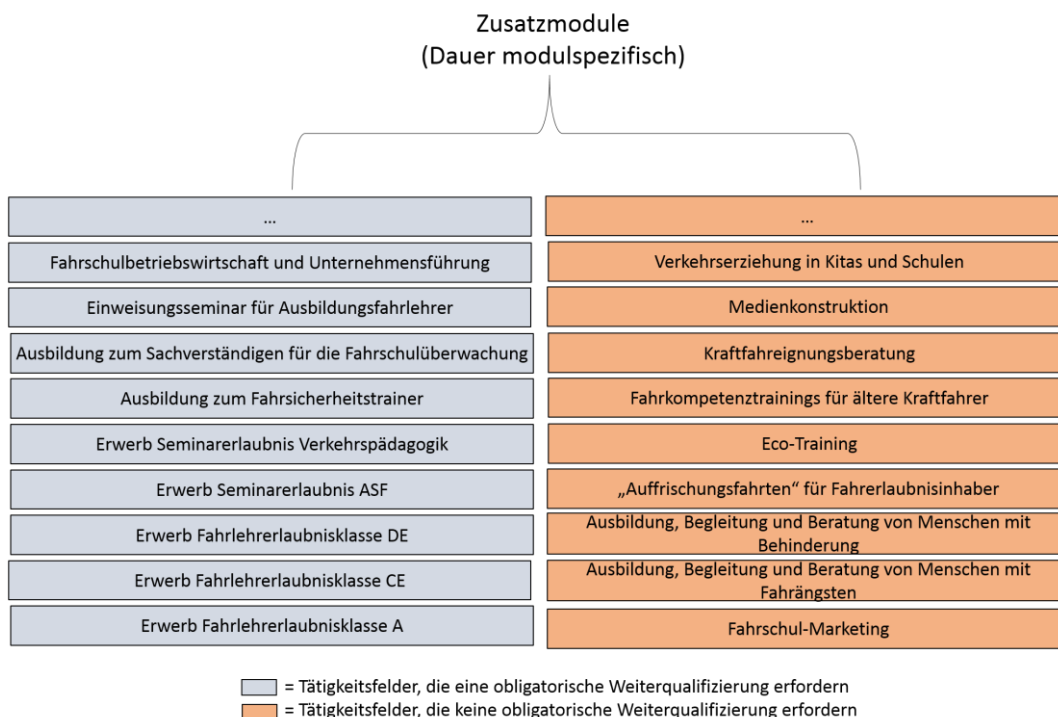 Zusatzmodule
(Dauer modulspezifisch)
...
Fahrschulbetriebswirtschaft und Unternehmensführung
Einweisungsseminar für Ausbildungsfahrlehrer
Ausbildung zum Sachverständigen für die Fahrschulüberwachung
Ausbildung zum Fahrsicherheitstrainer
Erwerb Seminarerlaubnis Verkehrspädagogik
Erwerb Seminarerlaubnis ASF
Erwerb Fahrlehrerlaubnisklasse DE
Erwerb Fahrlehrerlaubnisklasse CE
Erwerb Fahrlehrerlaubnisklasse A
...
Verkehrserziehung in Kitas und Schulen
Medienkonstruktion
Kraftfahreignungsberatung
Fahrkompetenztrainings für ältere Kraftfahrer
Eco-Training
„Auffrischungsfahrten“ für Fahrerlaubnisinhaber
Ausbildung, Begleitung und Beratung von Menschen mit
Behinderung
Ausbildung, Begleitung und Beratung von Menschen mit
Fahrängsten
Fahrschul-Marketing
= Tätigkeitsfelder, die eine obligatorische Weiterqualifizierung erfordern
= Tätigkeitsfelder, die keine obligatorische Weiterqualifizierung erfordern